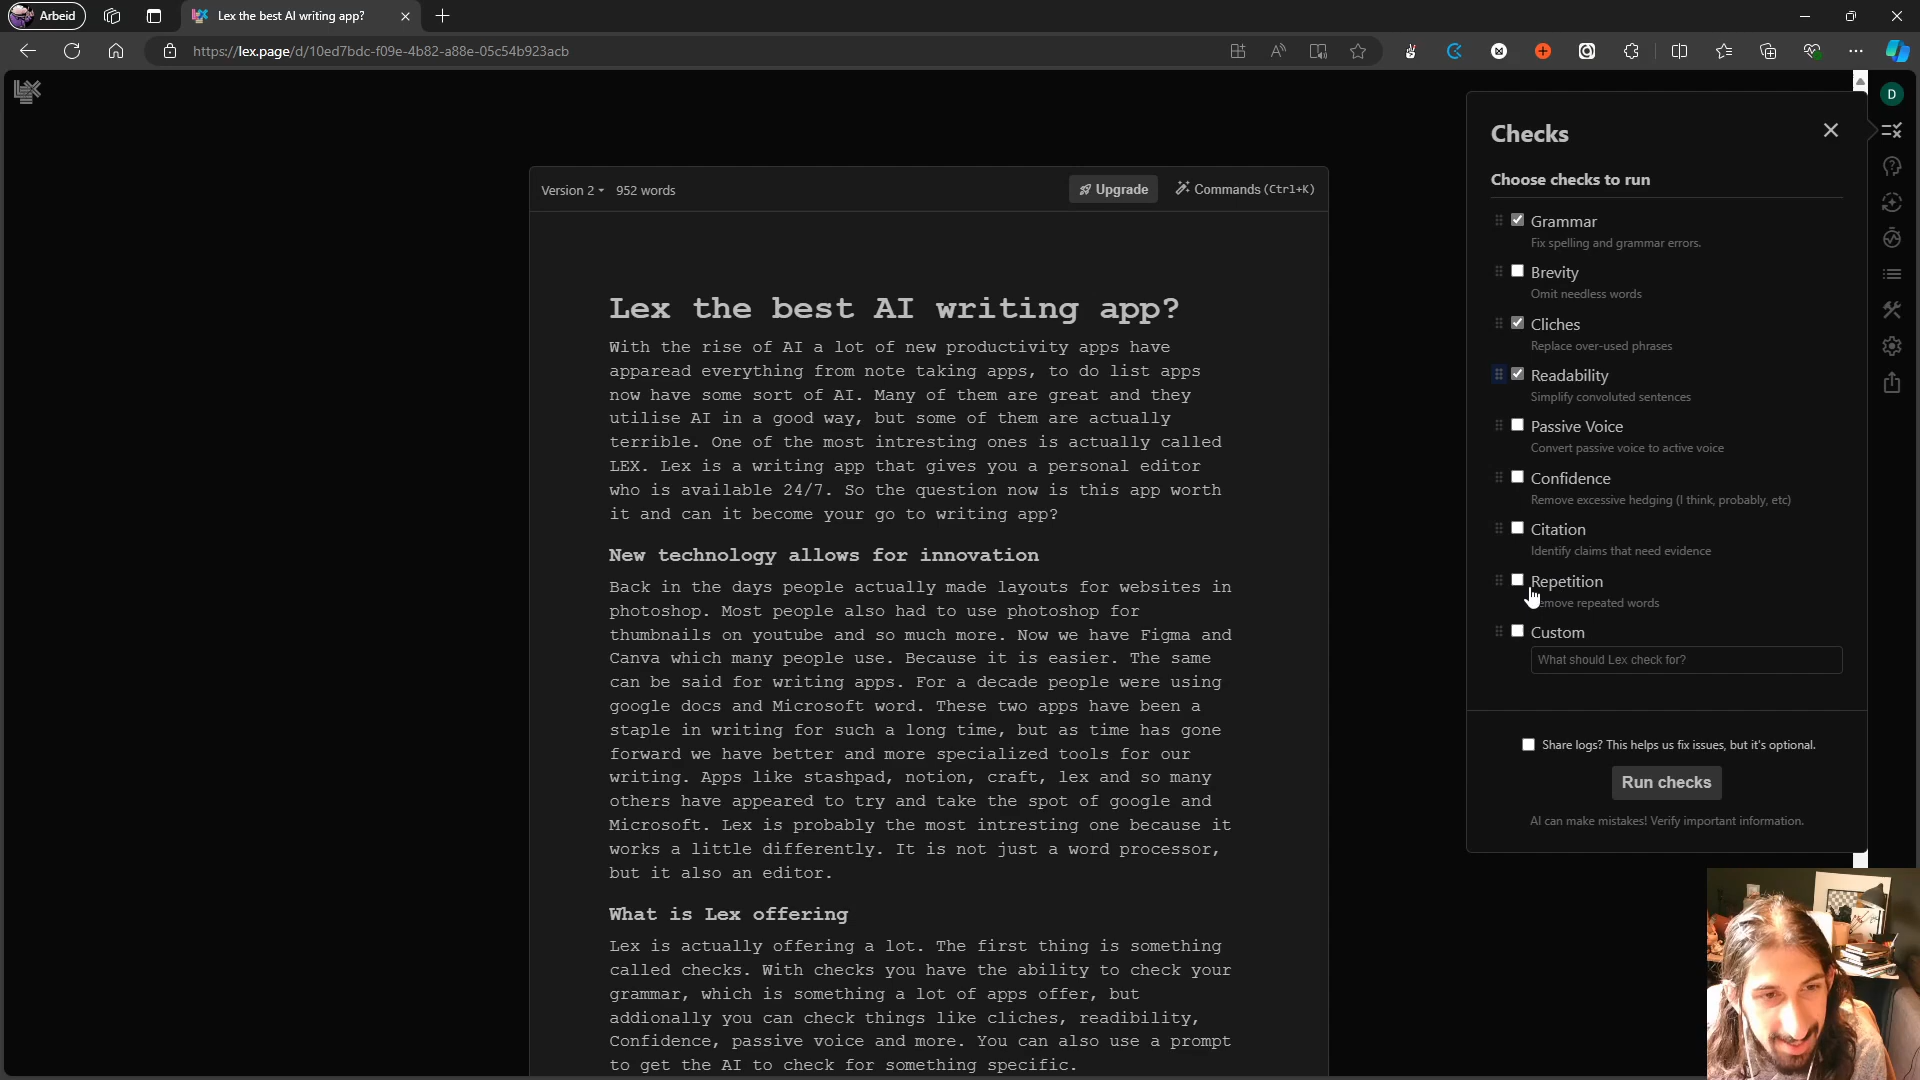 Arbeid
Lex the best AI writing app?
https://lex.page/d/10ed7bdc-f09e-4b82-a88e-05c54b923acb
Version 2
952 words
Upgrade
Commands (Ctrl+K)
Lex the best AI writing app?
With the rise of AI a lot of new productivity apps have
apparead everything from note taking apps, to do list apps
now have some sort of AI. Many of them are great and they
utilise AI in a good way, but some of them are actually
terrible. One of the most intresting ones is actually called
LEX. Lex is a writing app that gives you a personal editor
who is available 24/7. So the question now is this app worth
it and can it become your go to writing app?
New technology allows for innovation
Back in the days people actually made layouts for websites in
photoshop. Most people also had to use photoshop for
thumbnails on youtube and so much more. Now we have Figma and
Canva which many people use. Because it is easier. The same
can be said for writing apps. For a decade people were using
google docs and Microsoft word. These two apps have been a
staple in writing for such a long time, but as time has gone
forward we have better and more specialized tools for our
writing. Apps like stashpad, notion, craft, lex and so many
others have appeared to try and take the spot of google and
Microsoft. Lex is probably the most intresting one because it
works a little differently. It is not just a word processor,
but it also an editor.
What is Lex offering
Lex is actually offering a lot. The first thing is something
called checks. With checks you have the ability to check your
grammar, which is something a lot of apps offer, but
addionally you can check things like cliches, readibility,
Confidence, passive voice and more. You can also use a prompt
to get the AI to check for something specific.
Checks
Choose checks to run
Grammar
Fix spelling and grammar errors.
Brevity
Omit needless words
Cliches
Replace over-used phrases
Readability
Simplify convoluted sentences
Passive Voice
Convert passive voice to active voice
Confidence
Remove excessive hedging (I think, probably, etc)
Citation
Identify claims that need evidence
Repetition
emove repeated words
Custom
What should Lex check for?
Share logs? This helps us fix issues, but it's optional.
Run checks
AI can make mistakes! Verify important information.
D